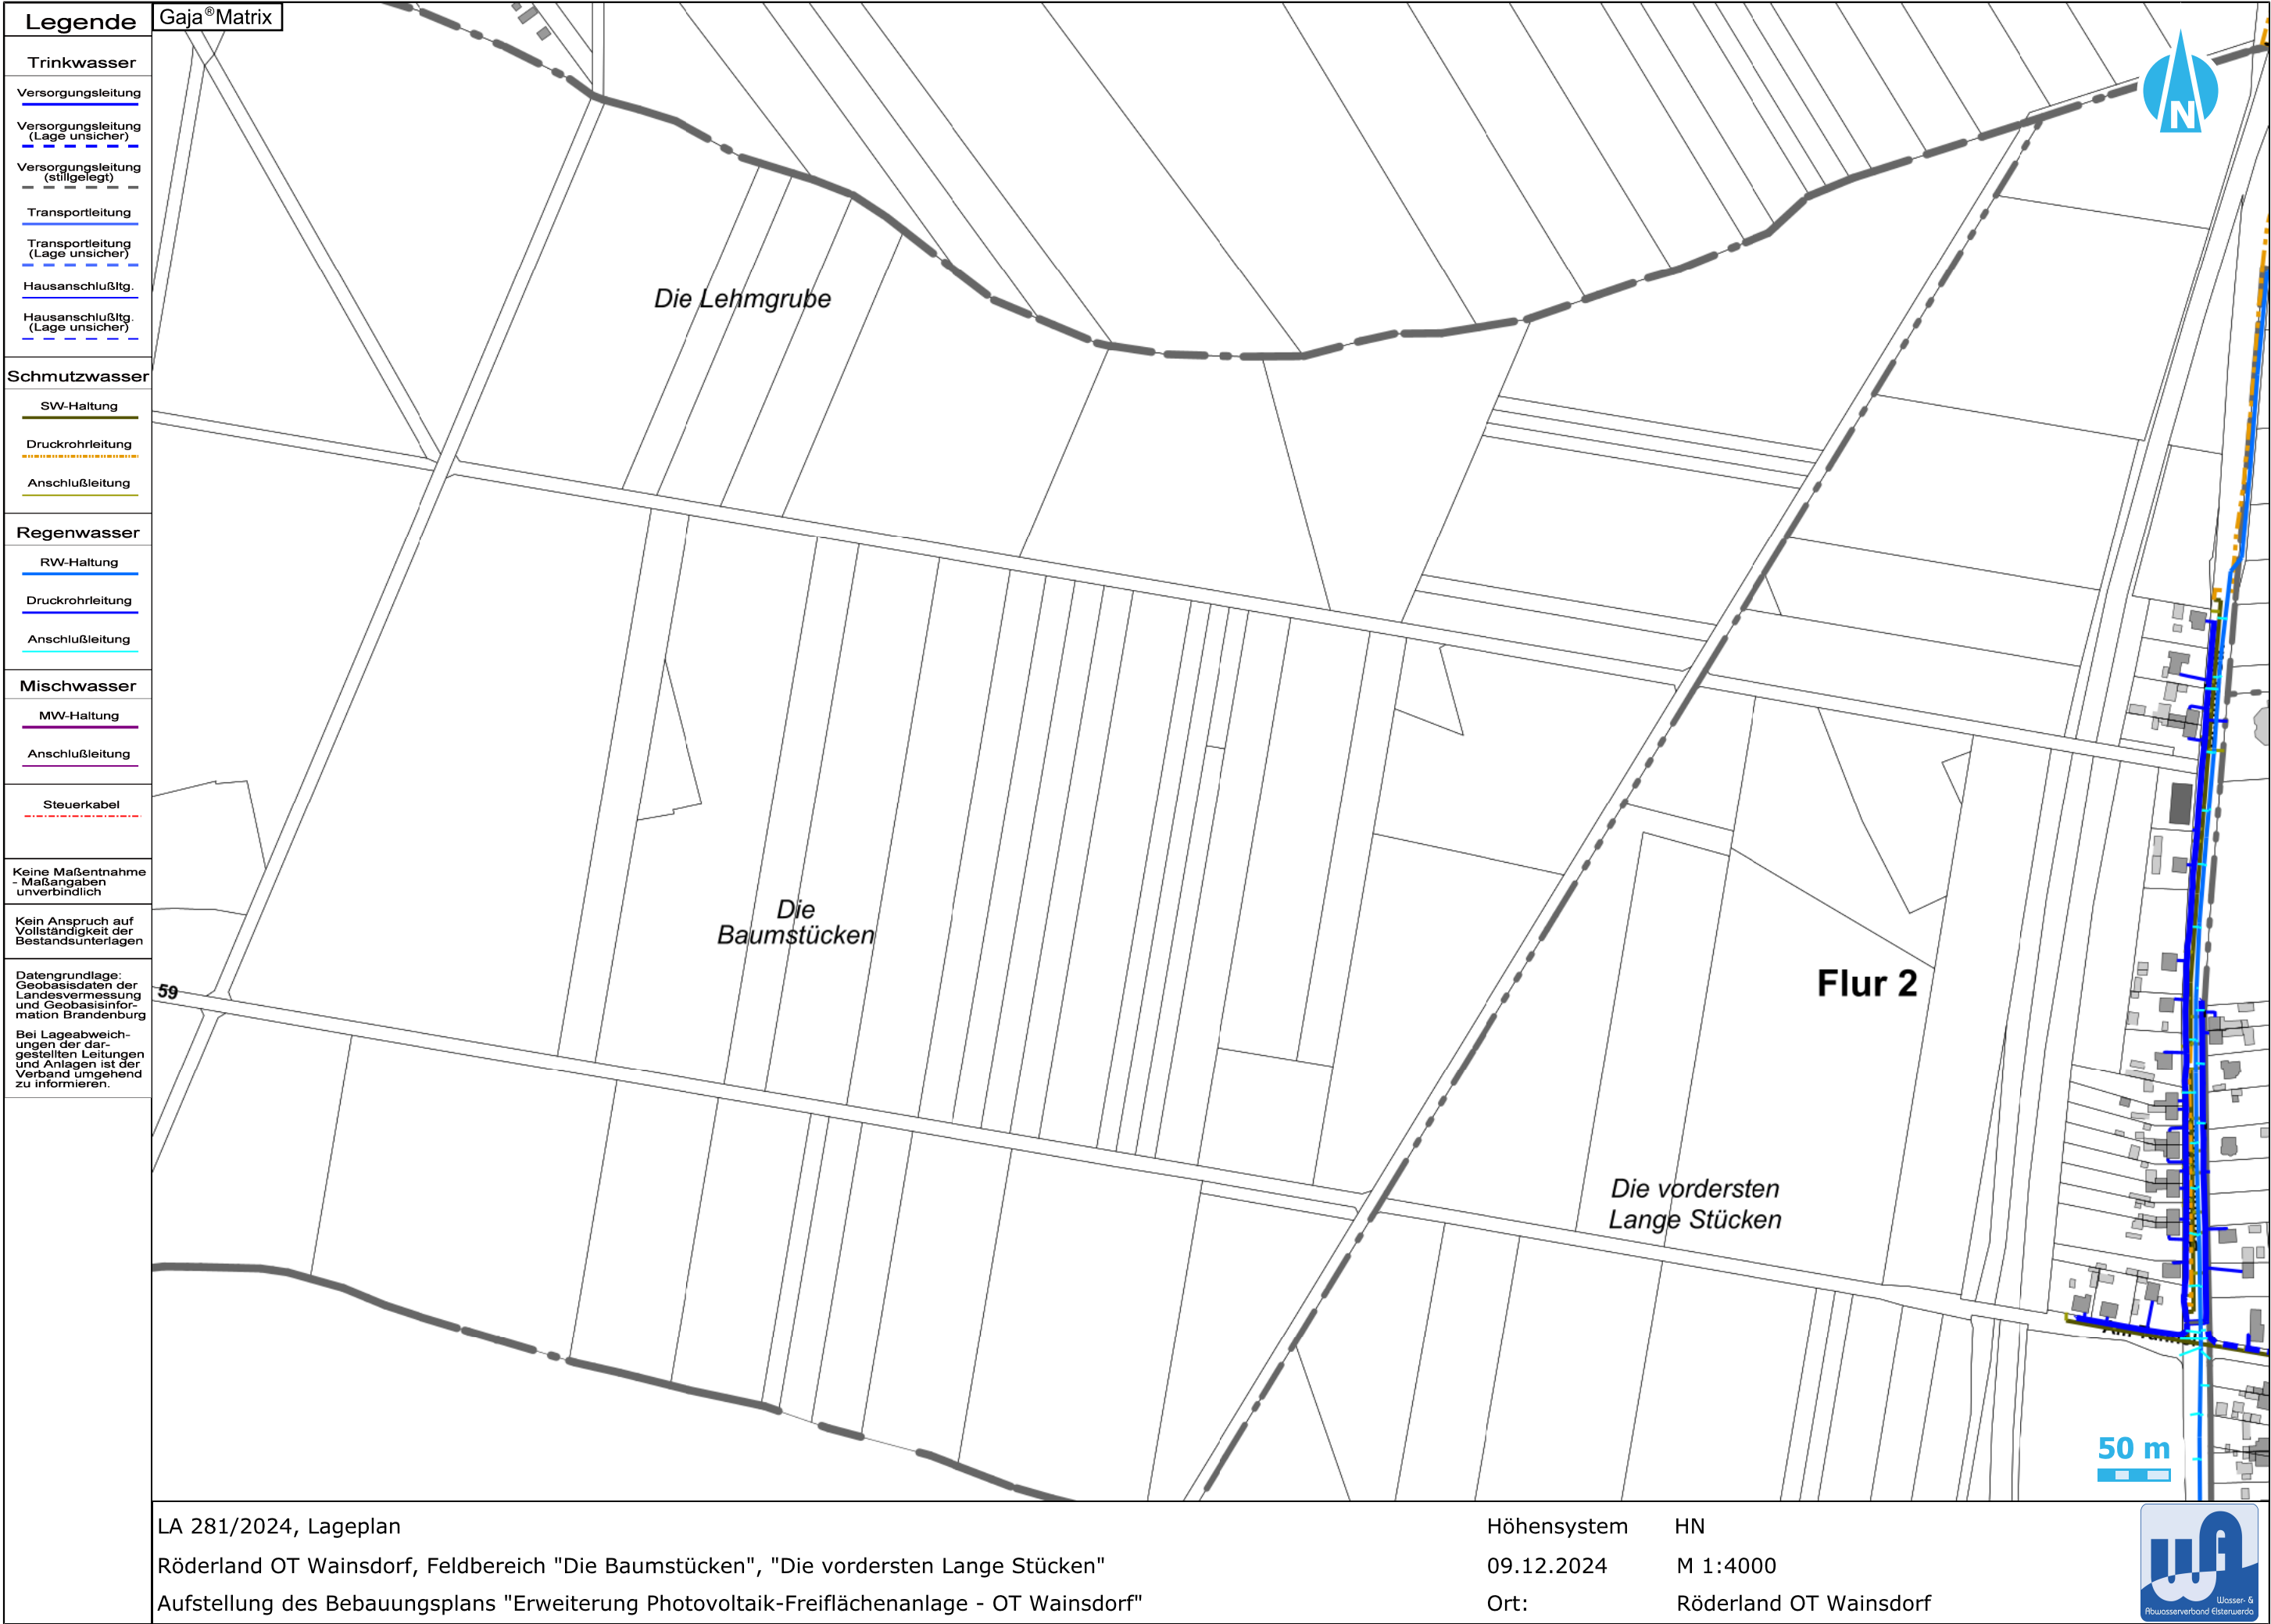 Legende
Trinkwasser
Versorgungsleitung
Versorgungsleitung
(Lage unsicher)
Versorgungsleitung
(stillgelegt)
Transportleitung
Transportleitung
(Lage unsicher)
Hausanschlußltg.
Hausanschlußltg.
(Lage unsicher)
Schmutzwasser
SW-Haltung
Druckrohrleitung
Anschlußleitung
Regenwasser
RW-Haltung
Druckrohrleitung
Anschlußleitung
Mischwasser
MW-Haltung
Anschlußleitung
Steuerkabel
Keine Maßentnahme
- Maßangaben
unverbindlich
Kein Anspruch auf
Vollständigkeit der
Bestandsunterlagen
Datengrundlage:
Geobasisdaten der
Landesvermessung
und Geobasisinfor-
mation Brandenburg
Bei Lageabweich-
ungen der dar-
gestellten Leitungen
und Anlagen ist der
Verband umgehend
zu informieren.
Gaja®Matrix
N
Die Lehmgrube
Die
Baumstücken
59
Flur 2
Die vordersten
Lange Stücken
50 m
LA 281/2024, Lageplan
Röderland OT Wainsdorf, Feldbereich "Die Baumstücken", "Die vordersten Lange Stücken"
Aufstellung des Bebauungsplans "Erweiterung Photovoltaik-Freiflächenanlage - OT Wainsdorf"
Höhensystem HN
09.12.2024 M 1:4000
Ort: Röderland OT Wainsdorf
WA
Wasser- &
Abwasserverband Elsterwerda